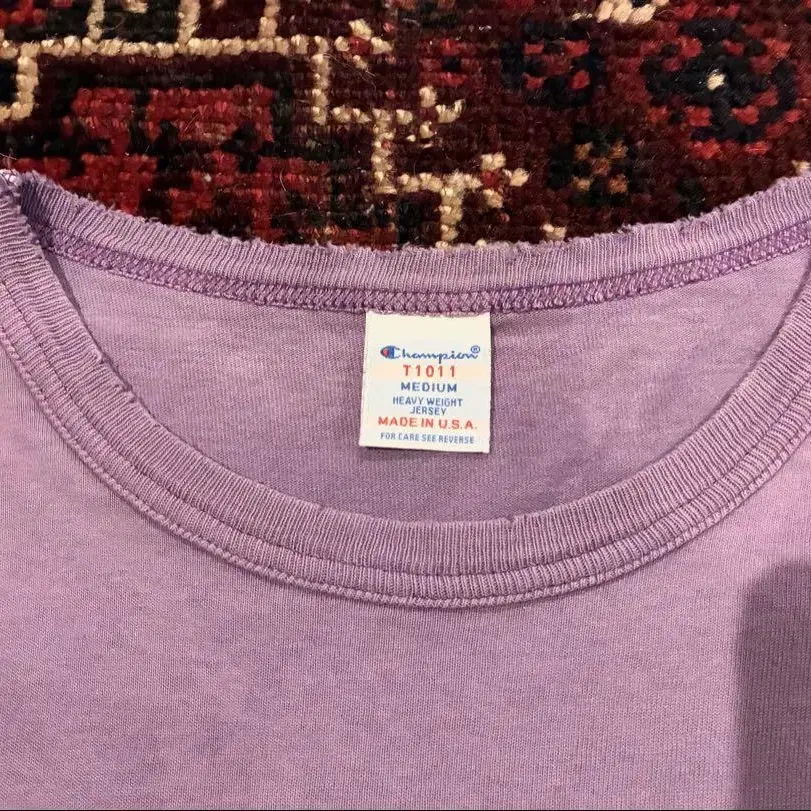 Champion®
T1011
MEDIUM
HEAVY WEIGHT
JERSEY
MADE IN U.S.A.
FOR CARE SEE REVERSE